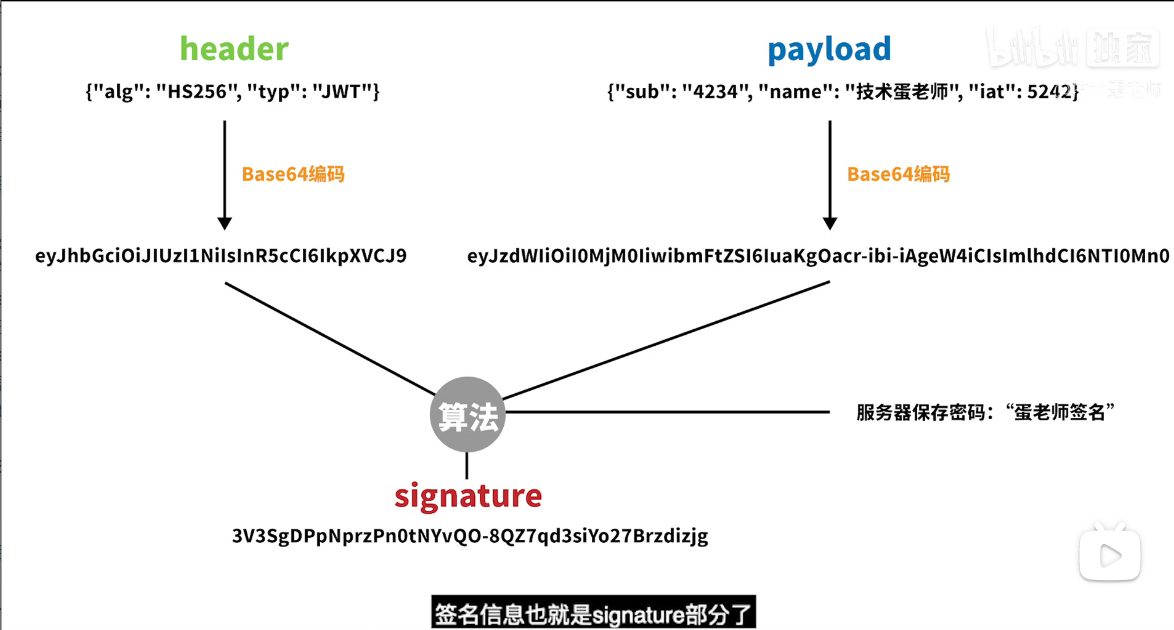 header
payload
bilibili 独家
{"alg": "HS256", "typ": "JWT"}
{"sub": "4234", "name": "技术蛋老师", "iat": 5242}
Base64编码
Base64编码
eyJhbGciOiJIUzI1NiIsInR5cCI6IkpXVCJ9
eyJzdWIiOiI0MjM0IiwibmFtZSI6IuaKgOacr-ibi-iAgeW4iCIsImlhdCI6NTI0Mn0
算法
服务器保存密码：“蛋老师签名”
signature
3V3SgDPpNprzPn0tNYvQO-8QZ7qd3siYo27Brzdizjg
签名信息也就是signature部分了